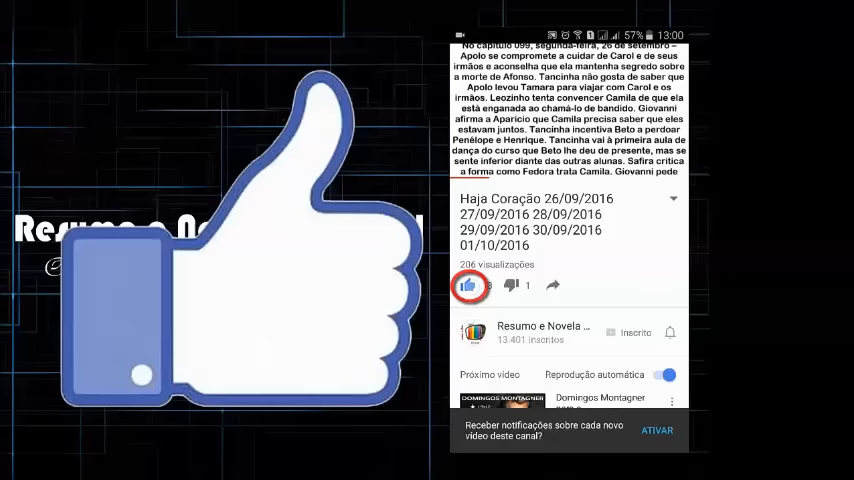 57% 13:00
No capítulo 099, segunda-feira, 26 de setembro –
Apolo se compromete a cuidar de Carol e de seus
irmãos e aconselha que ela mantenha segredo sobre
a morte de Afonso. Tancinha não gosta de saber que
Apolo levou Tamara para viajar com Carol e os
irmãos. Leozinho tenta convencer Camila de que ela
está enganada ao chamá-lo de bandido. Giovanni
afirma a Aparício que Camila precisa saber que eles
estavam juntos. Tancinha incentiva Beto a perdoar
Penélope e Henrique. Tancinha vai à primeira aula de
dança do curso que Beto lhe deu de presente, mas se
sente inferior diante das outras alunas. Safira critica
a forma como Fedora trata Camila. Giovanni pede
Resumo e
Haja Coração 26/09/2016
27/09/2016 28/09/2016
29/09/2016 30/09/2016
01/10/2016
206 visualizações
1
Resumo e Novela ...
Inscrito
13.401 inscritos
Próximo vídeo Reprodução automática
DOMINGOS MONTAGNER
Domingos Montagner
Receber notificações sobre cada novo
vídeo deste canal?
ATIVAR